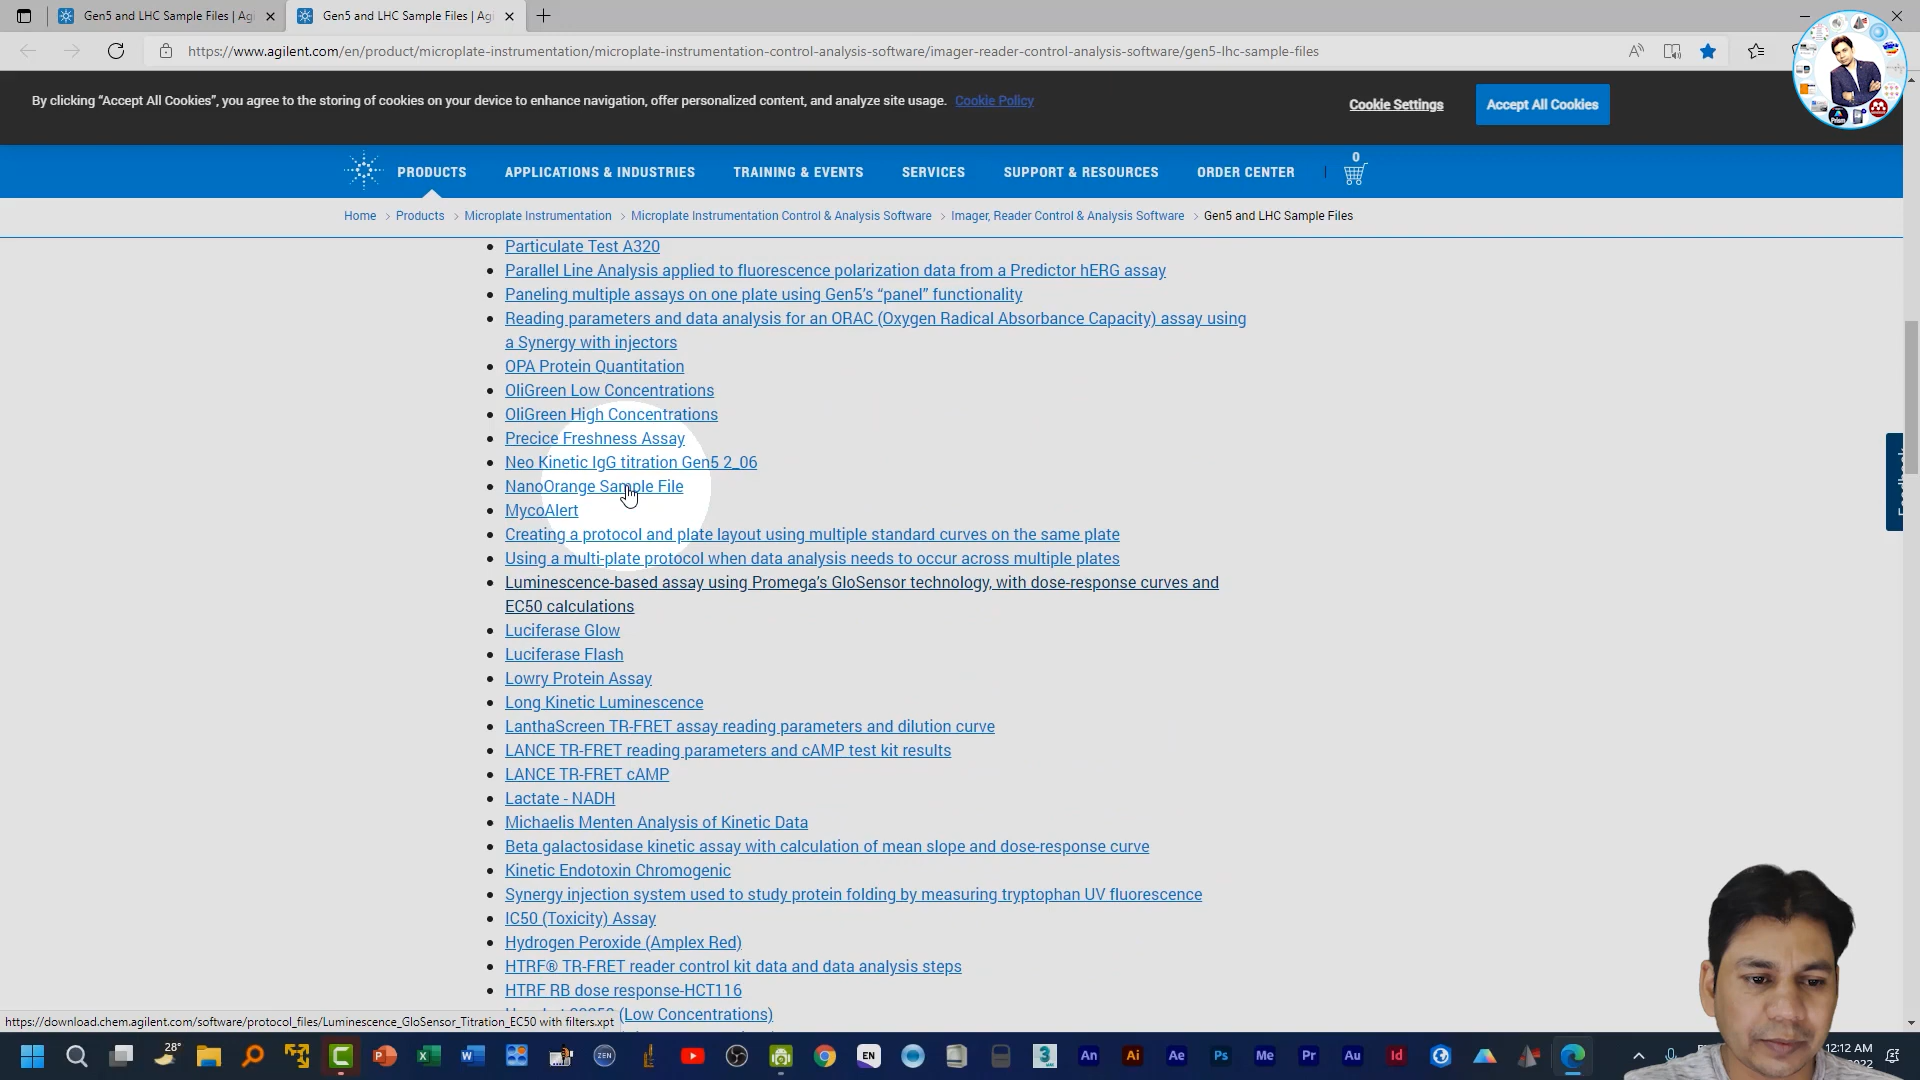 Gen5 and LHC Sample Files | Ag
Gen5 and LHC Sample Files | Ag
https://www.agilent.com/en/product/microplate-instrumentation/microplate-instrumentation-control-analysis-software/imager-reader-control-analysis-software/gen5-lhc-sample-files
By clicking “Accept All Cookies”, you agree to the storing of cookies on your device to enhance navigation, offer personalized content, and analyze site usage. Cookie Policy
Cookie Settings
Accept All Cookies
0
PRODUCTS APPLICATIONS & INDUSTRIES TRAINING & EVENTS SERVICES SUPPORT & RESOURCES ORDER CENTER
Home > Products > Microplate Instrumentation > Microplate Instrumentation Control & Analysis Software > Imager, Reader Control & Analysis Software > Gen5 and LHC Sample Files
Particulate Test A320
Parallel Line Analysis applied to fluorescence polarization data from a Predictor hERG assay
Paneling multiple assays on one plate using Gen5’s “panel” functionality
Reading parameters and data analysis for an ORAC (Oxygen Radical Absorbance Capacity) assay using
a Synergy with injectors
OPA Protein Quantitation
OliGreen Low Concentrations
OliGreen High Concentrations
Precice Freshness Assay
Neo Kinetic IgG titration Gen5 2_06
NanoOrange Sample File
MycoAlert
Creating a protocol and plate layout using multiple standard curves on the same plate
Using a multi-plate protocol when data analysis needs to occur across multiple plates
Luminescence-based assay using Promega’s GloSensor technology, with dose-response curves and
EC50 calculations
Luciferase Glow
Luciferase Flash
Lowry Protein Assay
Long Kinetic Luminescence
LanthaScreen TR-FRET assay reading parameters and dilution curve
LANCE TR-FRET reading parameters and cAMP test kit results
LANCE TR-FRET cAMP
Lactate - NADH
Michaelis Menten Analysis of Kinetic Data
Beta galactosidase kinetic assay with calculation of mean slope and dose-response curve
Kinetic Endotoxin Chromogenic
Synergy injection system used to study protein folding by measuring tryptophan UV fluorescence
IC50 (Toxicity) Assay
Hydrogen Peroxide (Amplex Red)
HTRF® TR-FRET reader control kit data and data analysis steps
HTRF RB dose response-HCT116
(Low Concentrations)
Feedback
https://download.chem.agilent.com/software/protocol_files/Luminescence_GloSensor_Titration_EC50 with filters.xpt
28°
ZEN
EN
3
An Ai Ae Ps Me Pr Au Id
12:12 AM
2022
Prism